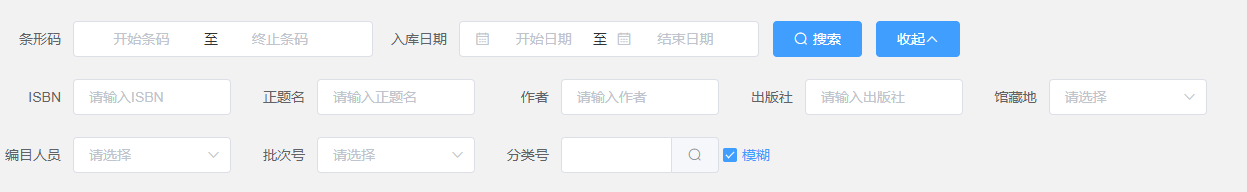 条形码 开始条码 至 终止条码 入库日期 开始日期 至 结束日期 搜索 收起
ISBN 请输入ISBN 正题名 请输入正题名 作者 请输入作者 出版社 请输入出版社 馆藏地 请选择
编目人员 请选择 批次号 请选择 分类号 模糊